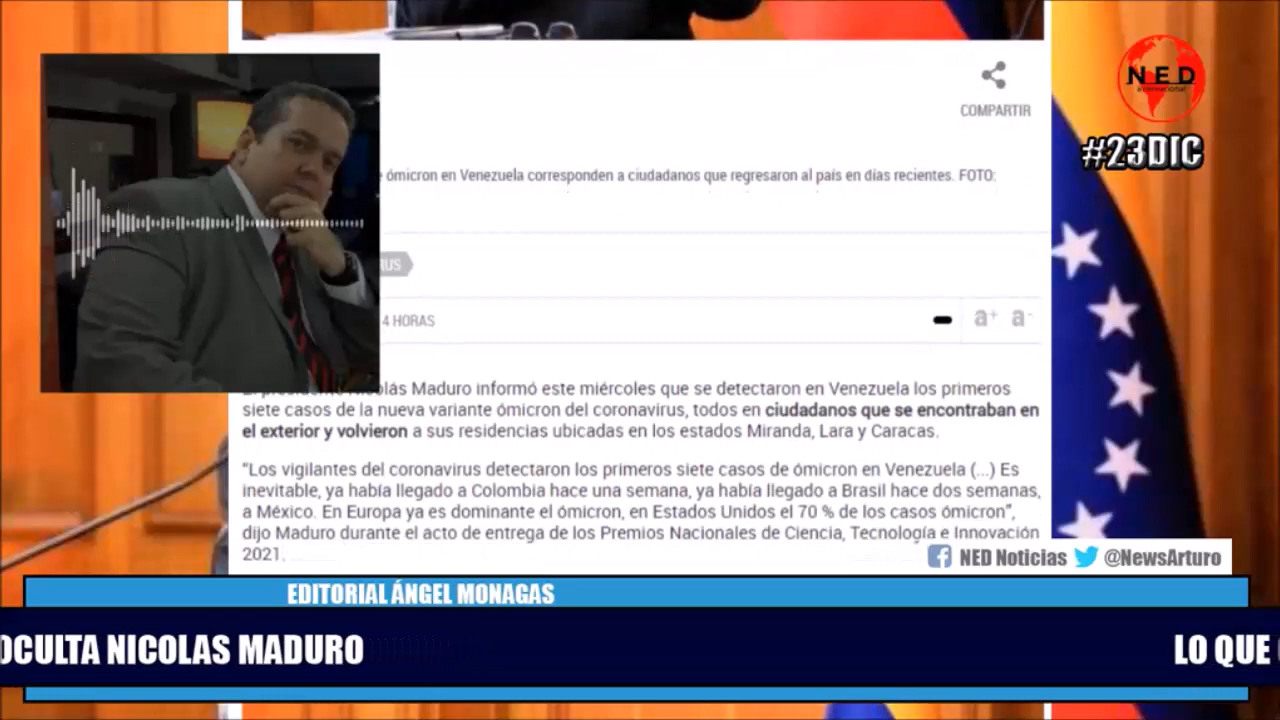 COMPARTIR
NED
international
#23DIC
ómicron en Venezuela corresponden a ciudadanos que regresaron al país en días recientes. FOTO:
4 HORAS
a+ a-
Maduro informó este miércoles que se detectaron en Venezuela los primeros
siete casos de la nueva variante ómicron del coronavirus, todos en ciudadanos que se encontraban en
el exterior y volvieron a sus residencias ubicadas en los estados Miranda, Lara y Caracas.
“Los vigilantes del coronavirus detectaron los primeros siete casos de ómicron en Venezuela (...) Es
inevitable, ya había llegado a Colombia hace una semana, ya había llegado a Brasil hace dos semanas,
a México. En Europa ya es dominante el ómicron, en Estados Unidos el 70 % de los casos ómicron”,
dijo Maduro durante el acto de entrega de los Premios Nacionales de Ciencia, Tecnología e Innovación
2021.
NED Noticias @NewsArturo
EDITORIAL ÁNGEL MONAGAS
OCULTA NICOLAS MADURO
LO QUE